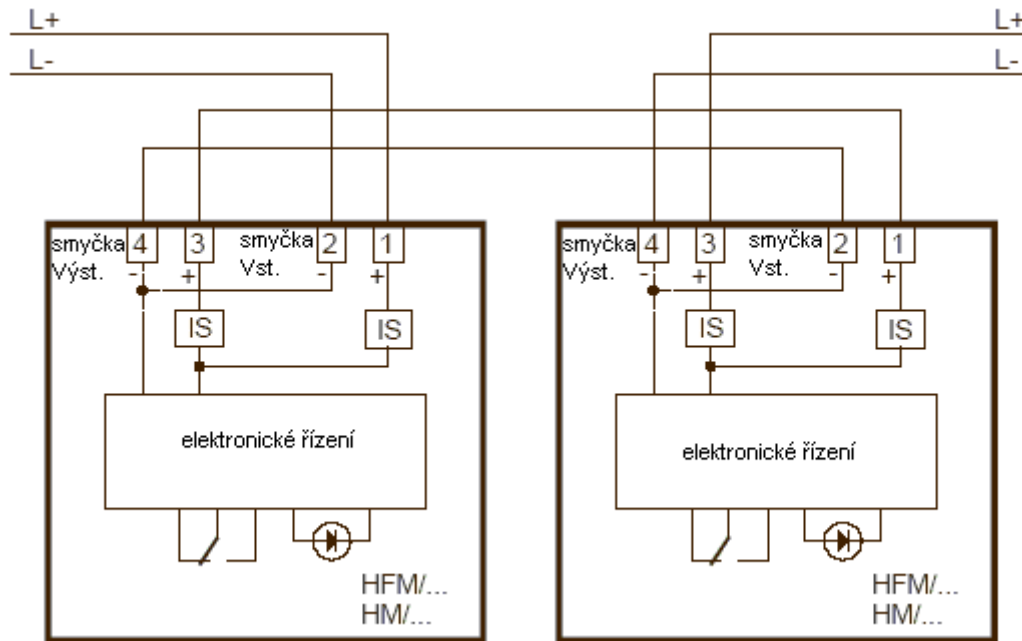 L+
L-
L+
L-
smyčka
Výst.
4
3
smyčka
Vst.
2
1
-
+
-
+
IS
IS
elektronické řízení
HFM/...
HM/...
smyčka
Výst.
4
3
smyčka
Vst.
2
1
-
+
-
+
IS
IS
elektronické řízení
HFM/...
HM/...